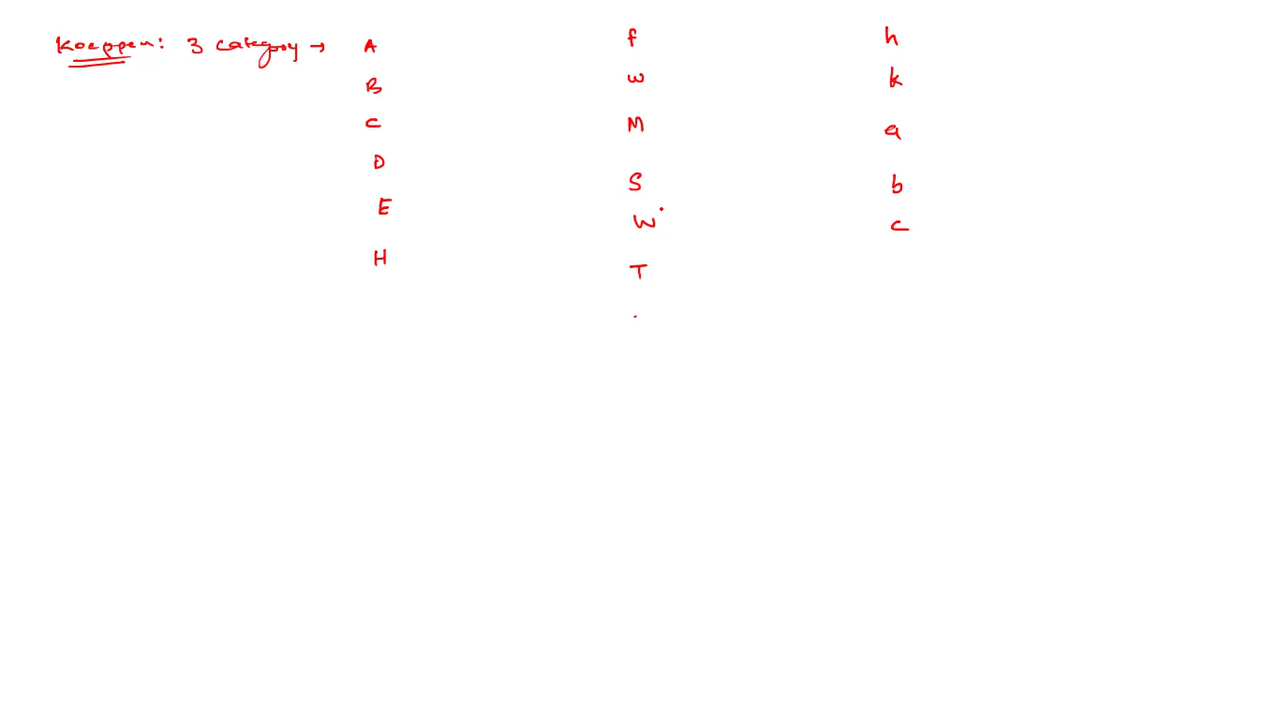 Koeppen: 3 category → A f h
B w k
C M a
D S b
E W c
H T